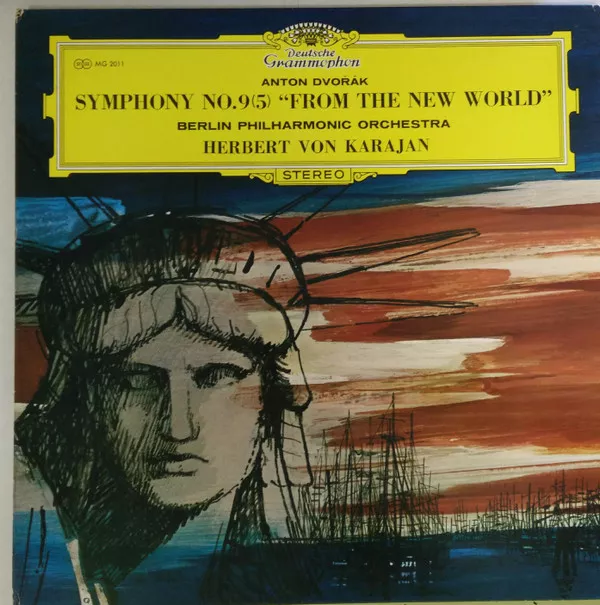 Deutsche
Grammophon
MG 2011
ANTON DVOŘÁK
SYMPHONY NO.9(5) “FROM THE NEW WORLD”
BERLIN PHILHARMONIC ORCHESTRA
HERBERT VON KARAJAN
STEREO